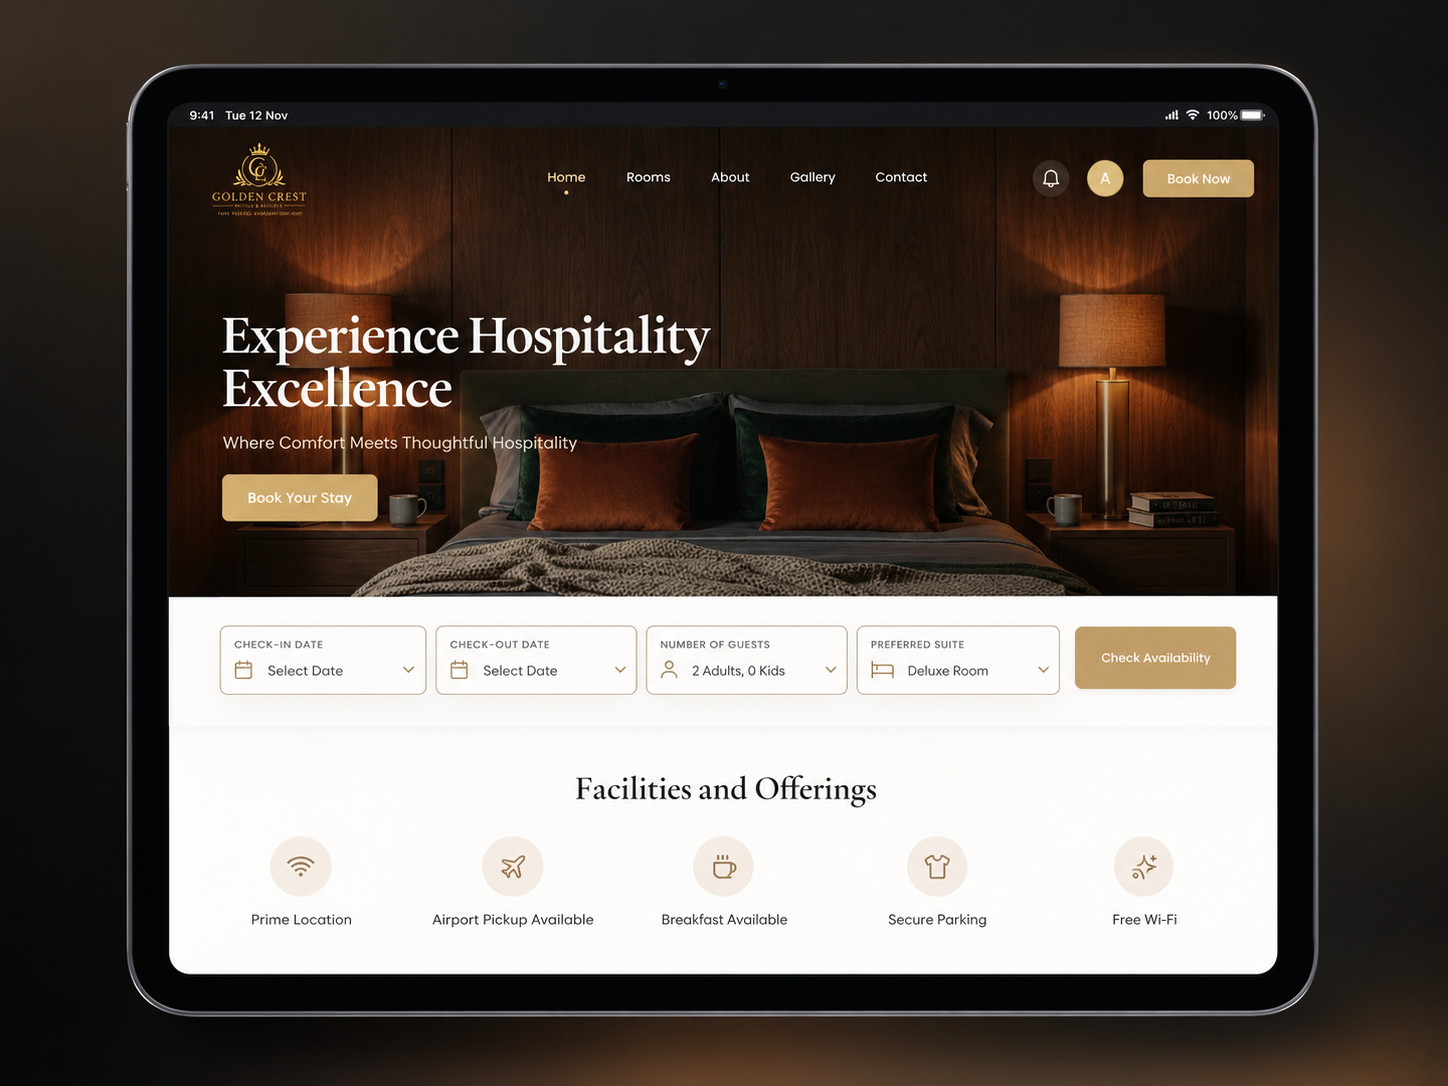 9:41 Tue 12 Nov
100%
GOLDEN CREST
Home Rooms About Gallery Contact
A
Book Now
Experience Hospitality
Excellence
Where Comfort Meets Thoughtful Hospitality
Book Your Stay
CHECK-IN DATE
Select Date
CHECK-OUT DATE
Select Date
NUMBER OF GUESTS
2 Adults, 0 Kids
PREFERRED SUITE
Deluxe Room
Check Availability
Facilities and Offerings
Prime Location
Airport Pickup Available
Breakfast Available
Secure Parking
Free Wi-Fi